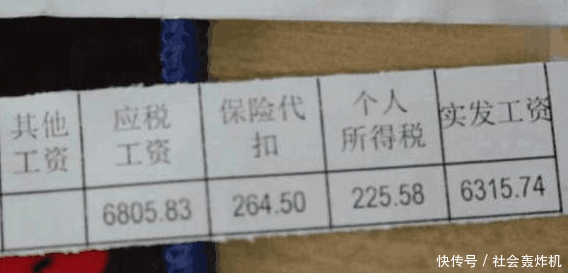 其他 应税 保险代 个人 实发工资
工资 工资 扣 所得税
6805.83 264.50 225.58 6315.74
快传号 / 社会轰炸机